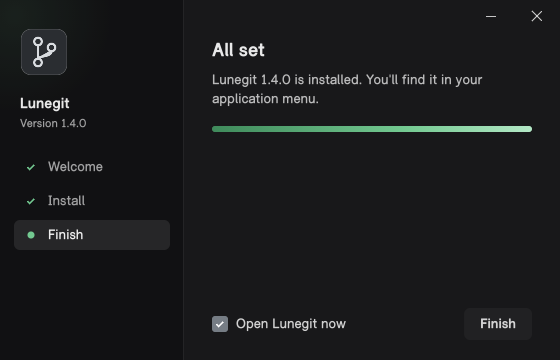 Lunegit
Version 1.4.0
Welcome
Install
Finish
All set
Lunegit 1.4.0 is installed. You'll find it in your
application menu.
Open Lunegit now
Finish